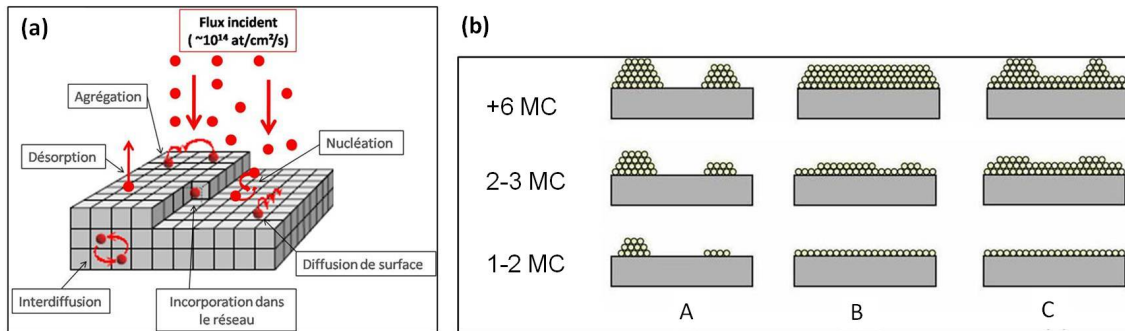 (a)
Flux incident
( ~10¹⁴ at/cm²/s)
Agrégation
Désorption
Nucléation
Diffusion de surface
Interdiffusion
Incorporation dans
le réseau
(b)
+6 MC
2-3 MC
1-2 MC
A B C